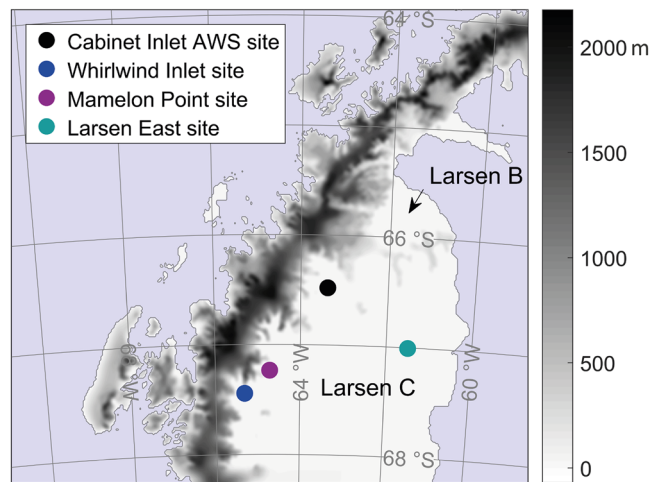 64 °S
Cabinet Inlet AWS site
Whirlwind Inlet site
Mamelon Point site
Larsen East site
2000 m
1500
Larsen B
66 °S
1000
500
64 °W
60 °W
Larsen C
68 °S
0